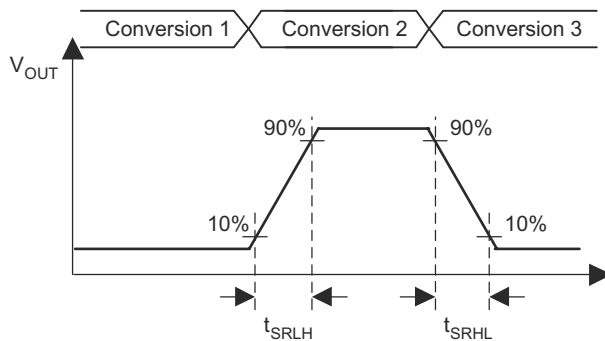 Conversion 1 Conversion 2 Conversion 3
VOUT
90% 90%
10% 10%
tSRLH tSRHL